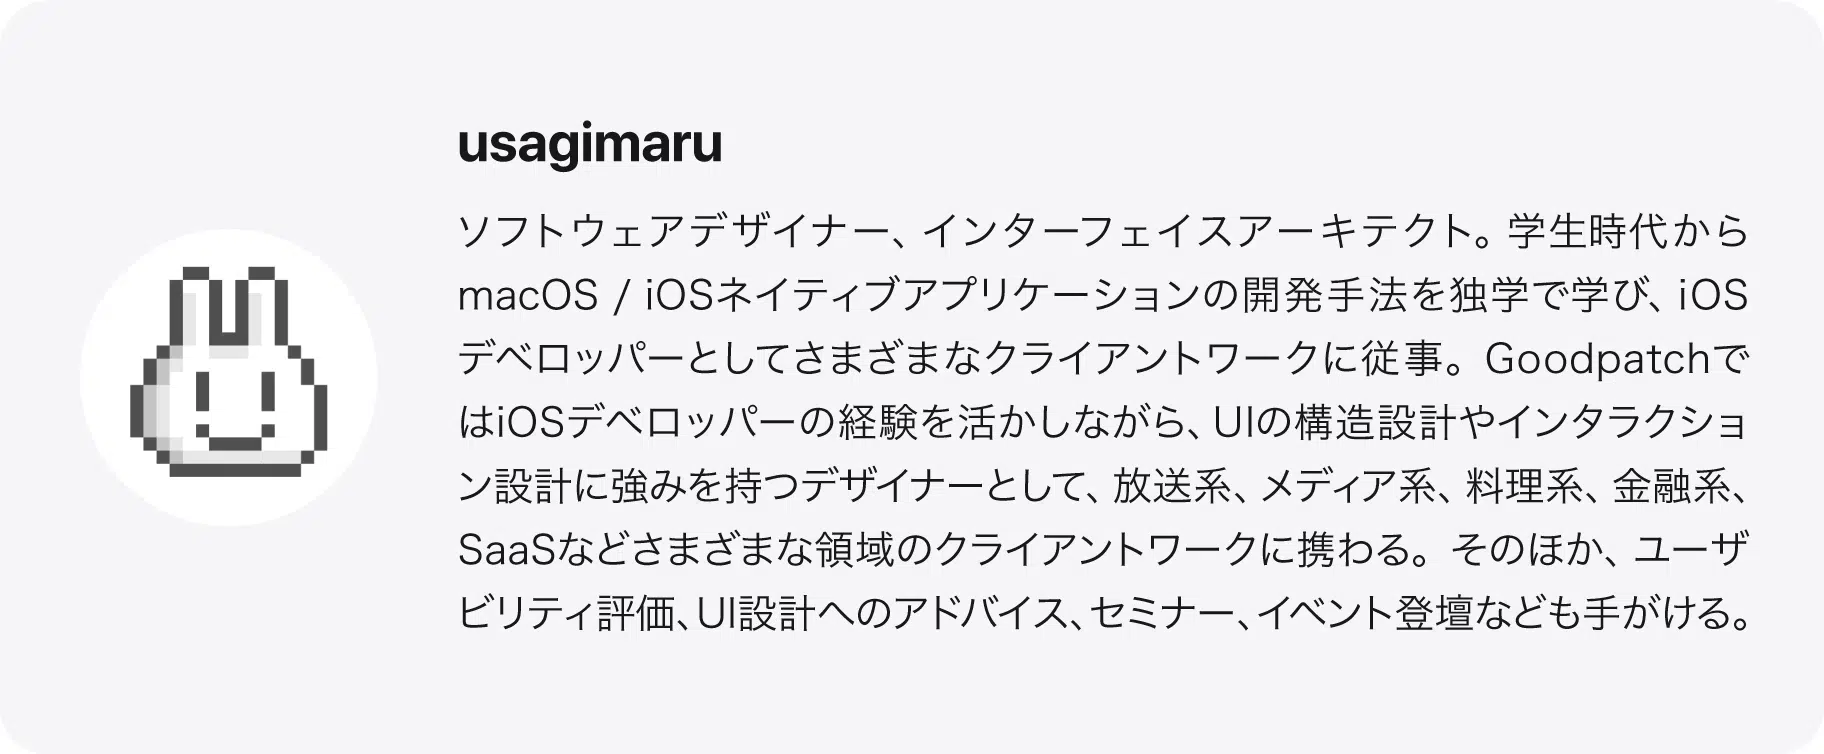 usagimaru
ソフトウェアデザイナー、インターフェイスアーキテクト。学生時代から
macOS / iOSネイティブアプリケーションの開発手法を独学で学び、iOS
デベロッパーとしてさまざまなクライアントワークに従事。Goodpatchで
はiOSデベロッパーの経験を活かしながら、UIの構造設計やインタラクショ
ン設計に強みを持つデザイナーとして、放送系、メディア系、料理系、金融系、
SaaSなどさまざまな領域のクライアントワークに携わる。そのほか、ユーザ
ビリティ評価、UI設計へのアドバイス、セミナー、イベント登壇なども手がける。